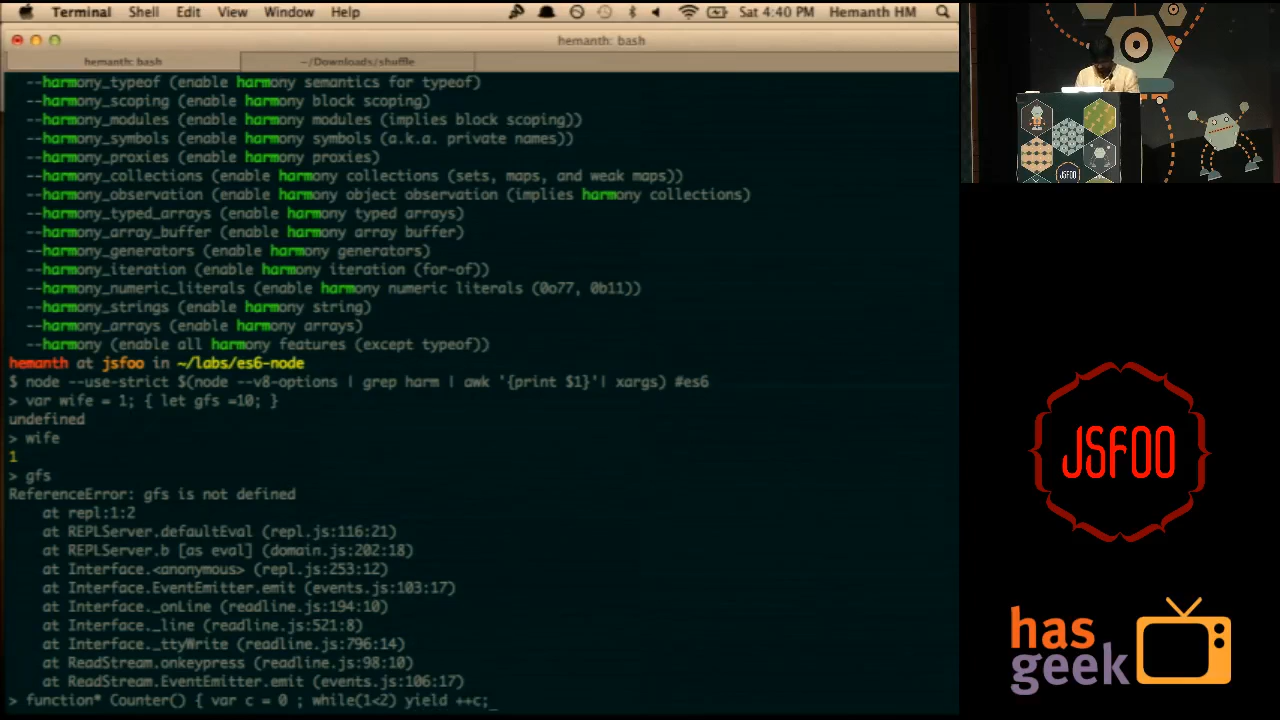 Terminal Shell Edit View Window Help Sat 4:40 PM Hemanth HM
hemanth: bash
hemanth: bash ~/Downloads/shuffle
--harmony_typeof (enable harmony semantics for typeof)
--harmony_scoping (enable harmony block scoping)
--harmony_modules (enable harmony modules (implies block scoping))
--harmony_symbols (enable harmony symbols (a.k.a. private names))
--harmony_proxies (enable harmony proxies)
--harmony_collections (enable harmony collections (sets, maps, and weak maps))
--harmony_observation (enable harmony object observation (implies harmony collections)
--harmony_typed_arrays (enable harmony typed arrays)
--harmony_array_buffer (enable harmony array buffer)
--harmony_generators (enable harmony generators)
--harmony_iteration (enable harmony iteration (for-of))
--harmony_numeric_literals (enable harmony numeric literals (0o77, 0b11))
--harmony_strings (enable harmony string)
--harmony_arrays (enable harmony arrays)
--harmony (enable all harmony features (except typeof))
hemanth at jsfoo in ~/labs/es6-node
$ node --use-strict $(node --v8-options | grep harm | awk '{print $1}'| xargs) #es6
> var wife = 1; { let gfs =10; }
undefined
> wife
1
> gfs
ReferenceError: gfs is not defined
at repl:1:2
at REPLServer.defaultEval (repl.js:116:21)
at REPLServer.b [as eval] (domain.js:202:18)
at Interface.<anonymous> (repl.js:253:12)
at Interface.EventEmitter.emit (events.js:103:17)
at Interface._onLine (readline.js:194:10)
at Interface._line (readline.js:521:8)
at Interface._ttyWrite (readline.js:796:14)
at ReadStream.onkeypress (readline.js:98:10)
at ReadStream.EventEmitter.emit (events.js:106:17)
> function* Counter() { var c = 0 ; while(1<2) yield ++c;_
JSFOO
JSFOO
has
geek